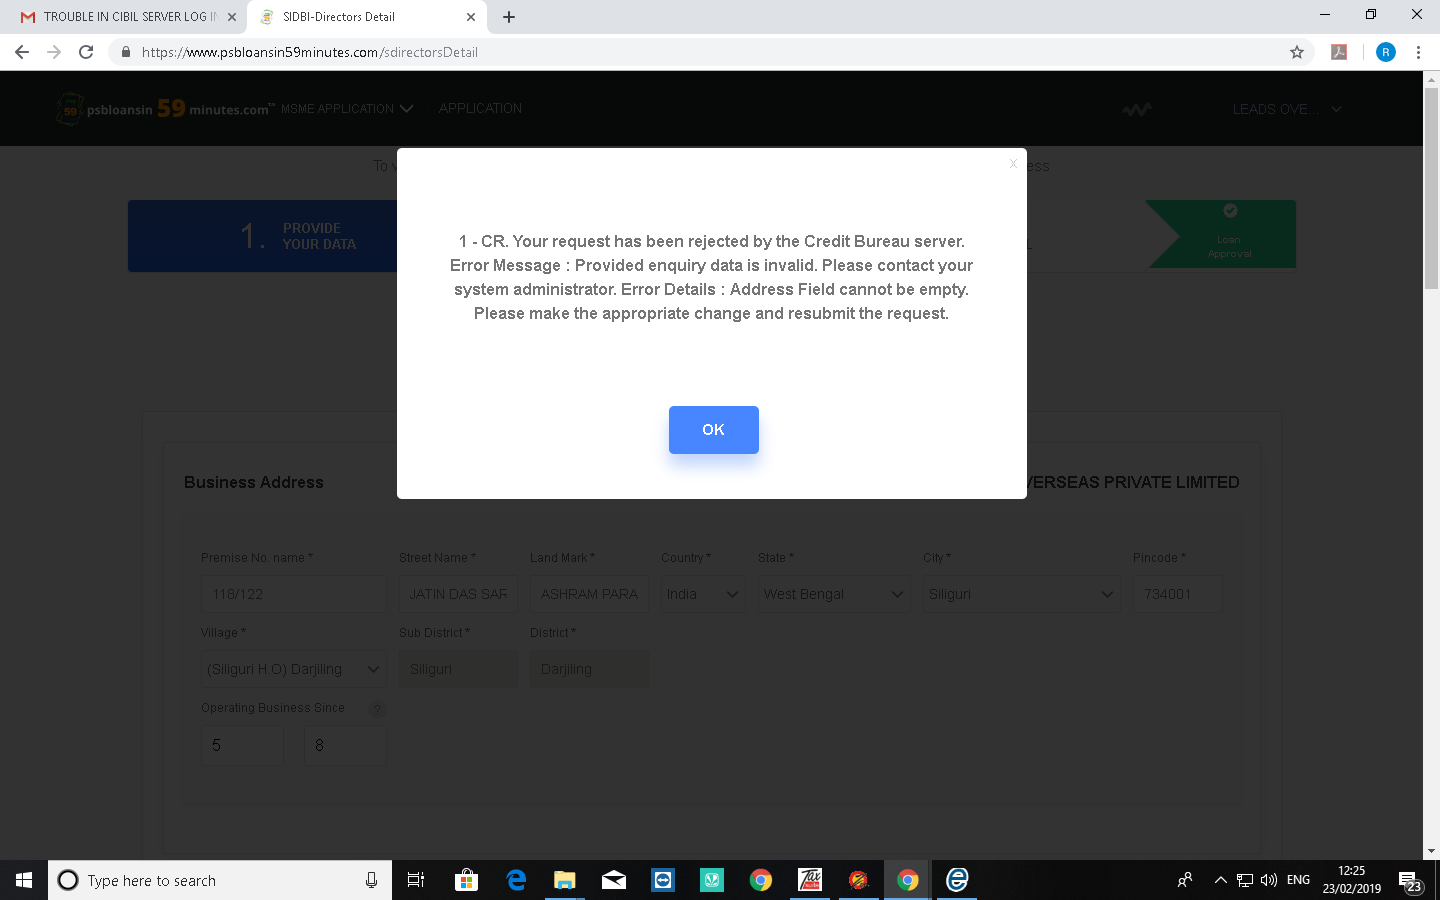 TROUBLE IN CIBIL SERVER LOG IN
SIDBI-Directors Detail
https://www.psbloansin59minutes.com/sdirectorsDetail
R
59 psbloansin 59 minutes.com™ MSME APPLICATION APPLICATION LEADS OVE...
To
ess
1. PROVIDE
YOUR DATA
Loan
Approval
x
1 - CR. Your request has been rejected by the Credit Bureau server.
Error Message : Provided enquiry data is invalid. Please contact your
system administrator. Error Details : Address Field cannot be empty.
Please make the appropriate change and resubmit the request.
OK
Business Address
VERSEAS PRIVATE LIMITED
Premise No. name * Street Name * Land Mark * Country * State * City * Pincode *
118/122 JATIN DAS SAR ASHRAM PARA India West Bengal Siliguri 734001
Village * Sub District * District *
(Siliguri H.O) Darjiling Siliguri Darjiling
Operating Business Since ?
5 8
Type here to search
Tax
ENG
12:25
23/02/2019
23